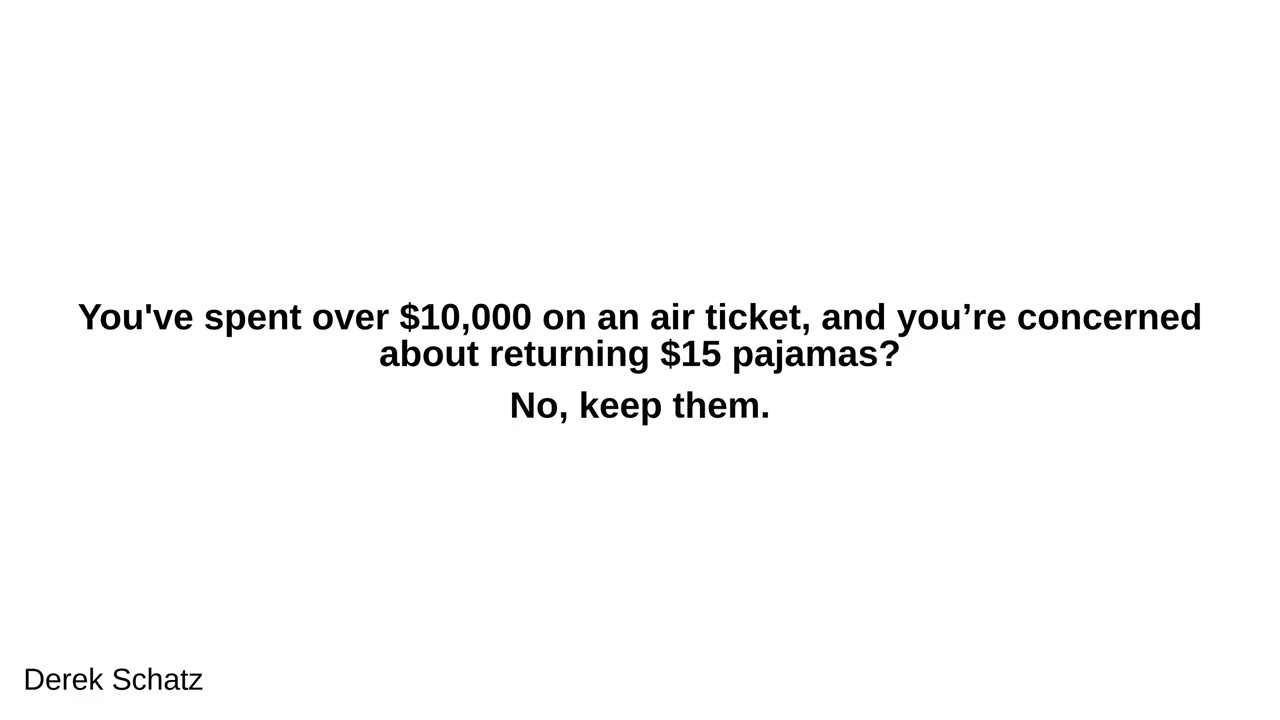 You've spent over $10,000 on an air ticket, and you’re concerned
about returning $15 pajamas?
No, keep them.
Derek Schatz